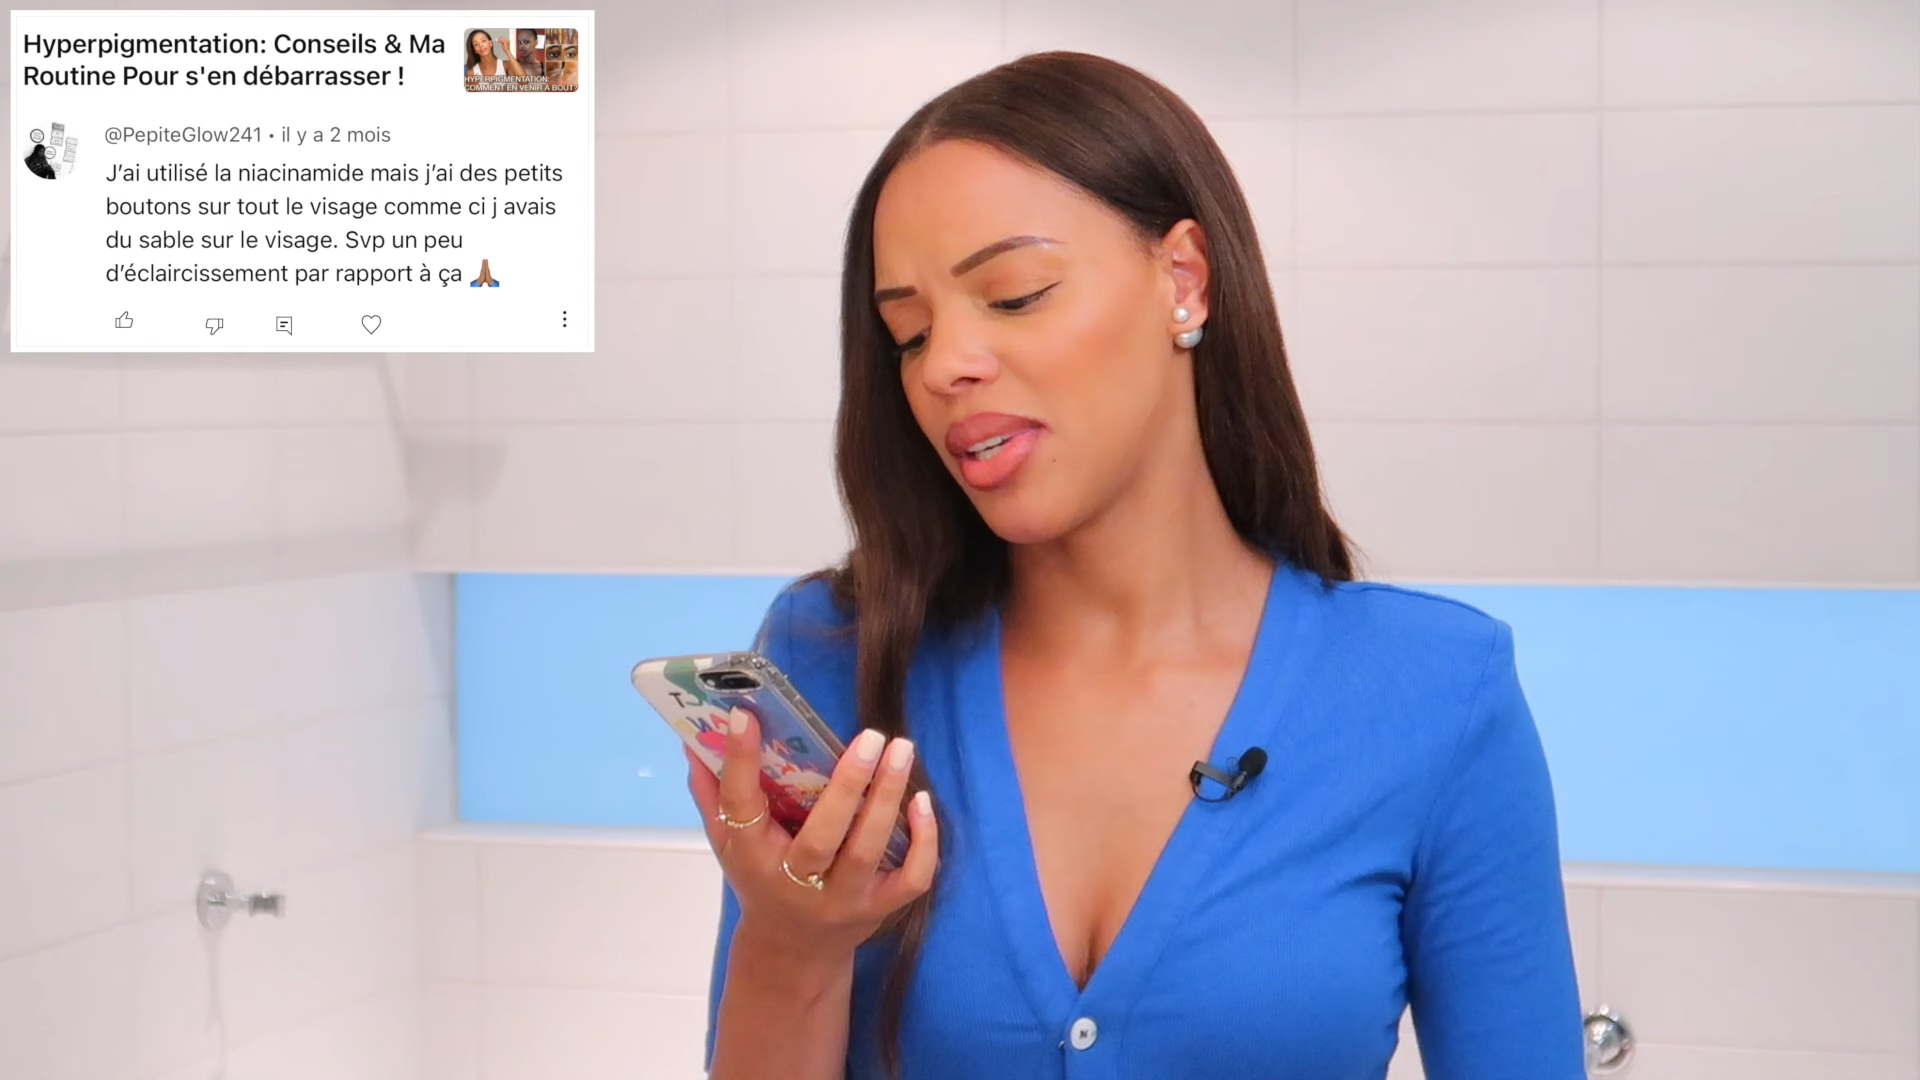 Hyperpigmentation: Conseils & Ma
Routine Pour s'en débarrasser !
HYPERPIGMENTATION:
COMMENT EN VENIR A BOUT?
@PepiteGlow241 • il y a 2 mois
J’ai utilisé la niacinamide mais j’ai des petits
boutons sur tout le visage comme ci j avais
du sable sur le visage. Svp un peu
d’éclaircissement par rapport à ça 🙏🏾